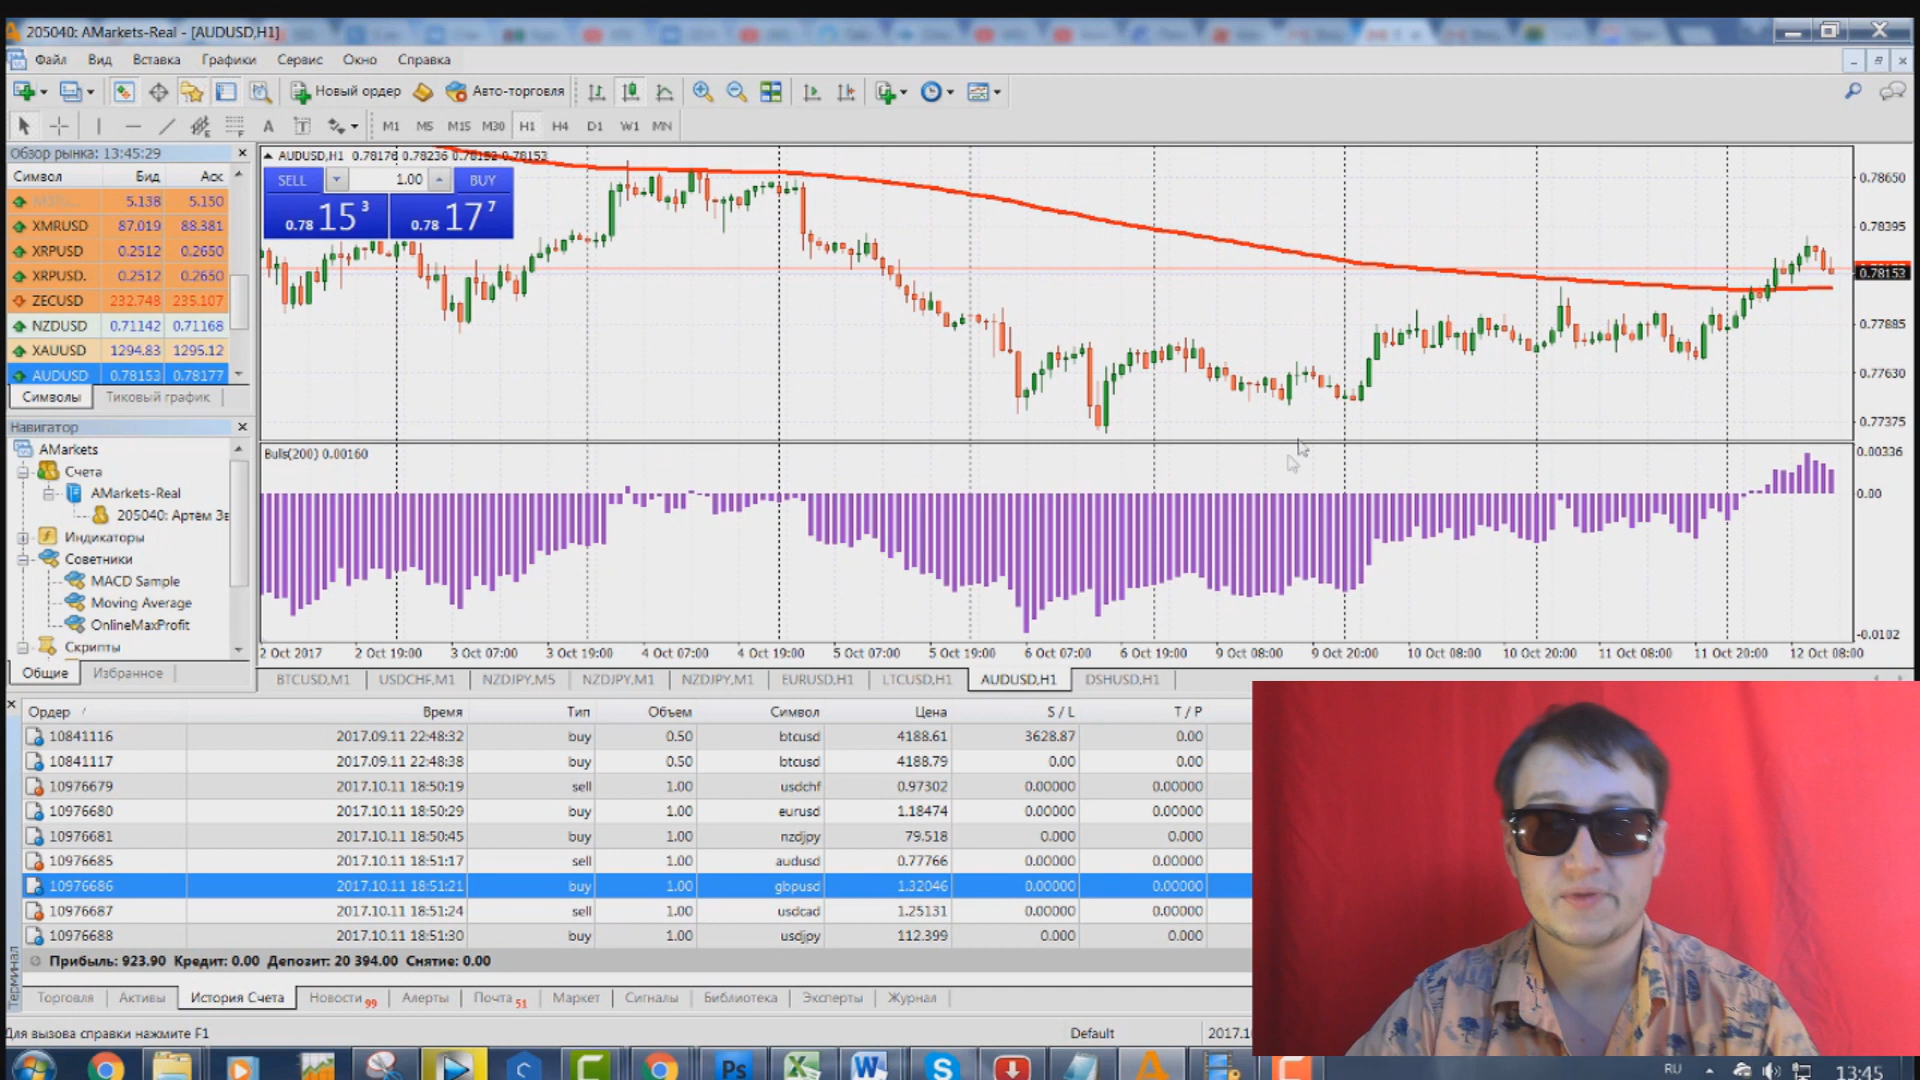 205040: AMarkets-Real - [AUDUSD,H1]
Файл Вид Вставка Графики Сервис Окно Справка
Новый ордер Авто-торговля
A T M1 M5 M15 M30 H1 H4 D1 W1 MN
Обзор рынка: 13:45:29
Символ Бид Аск
5.138 5.150
XMRUSD 87.019 88.381
XRPUSD 0.2512 0.2650
XRPUSD. 0.2512 0.2650
ZECUSD 232.748 235.107
NZDUSD 0.71142 0.71168
XAUUSD 1294.83 1295.12
AUDUSD 0.78153 0.78177
Символы Тиковый график
Навигатор
AMarkets
Счета
AMarkets-Real
205040: Артем Зв
Индикаторы
Советники
MACD Sample
Moving Average
OnlineMaxProfit
Скрипты
Общие Избранное
AUDUSD,H1 0.78176 0.78236 0.78152 0.78153
SELL 1.00 BUY
0.78 15 3 0.78 17 7
0.78650
0.78395
0.78153
0.77885
0.77630
0.77375
Bulls(200) 0.00160
0.00336
0.00
-0.0102
2 Oct 2017 2 Oct 19:00 3 Oct 07:00 3 Oct 19:00 4 Oct 07:00 4 Oct 19:00 5 Oct 07:00 5 Oct 19:00 6 Oct 07:00 6 Oct 19:00 9 Oct 08:00 9 Oct 20:00 10 Oct 08:00 10 Oct 20:00 11 Oct 08:00 11 Oct 20:00 12 Oct 08:00
BTCUSD,M1 USDCHF,M1 NZDJPY,M5 NZDJPY,M1 NZDJPY,M1 EURUSD,H1 LTCUSD,H1 AUDUSD,H1 DSHUSD,H1
Ордер / Время Тип Объем Символ Цена S / L T / P
10841116 2017.09.11 22:48:32 buy 0.50 btcusd 4188.61 3628.87 0.00
10841117 2017.09.11 22:48:38 buy 0.50 btcusd 4188.79 0.00 0.00
10976679 2017.10.11 18:50:19 sell 1.00 usdchf 0.97302 0.00000 0.00000
10976680 2017.10.11 18:50:29 buy 1.00 eurusd 1.18474 0.00000 0.00000
10976681 2017.10.11 18:50:45 buy 1.00 nzdjpy 79.518 0.000 0.000
10976685 2017.10.11 18:51:17 sell 1.00 audusd 0.77766 0.00000 0.00000
10976686 2017.10.11 18:51:21 buy 1.00 gbpusd 1.32046 0.00000 0.00000
10976687 2017.10.11 18:51:24 sell 1.00 usdcad 1.25131 0.00000 0.00000
10976688 2017.10.11 18:51:30 buy 1.00 usdjpy 112.399 0.000 0.000
Прибыль: 923.90 Кредит: 0.00 Депозит: 20 394.00 Снятие: 0.00
Терминал
Торговля Активы История Счета Новости 99 Алерты Почта 51 Маркет Сигналы Библиотека Эксперты Журнал
Для вызова справки нажмите F1 Default 2017.1
Ps W S RU 13:45